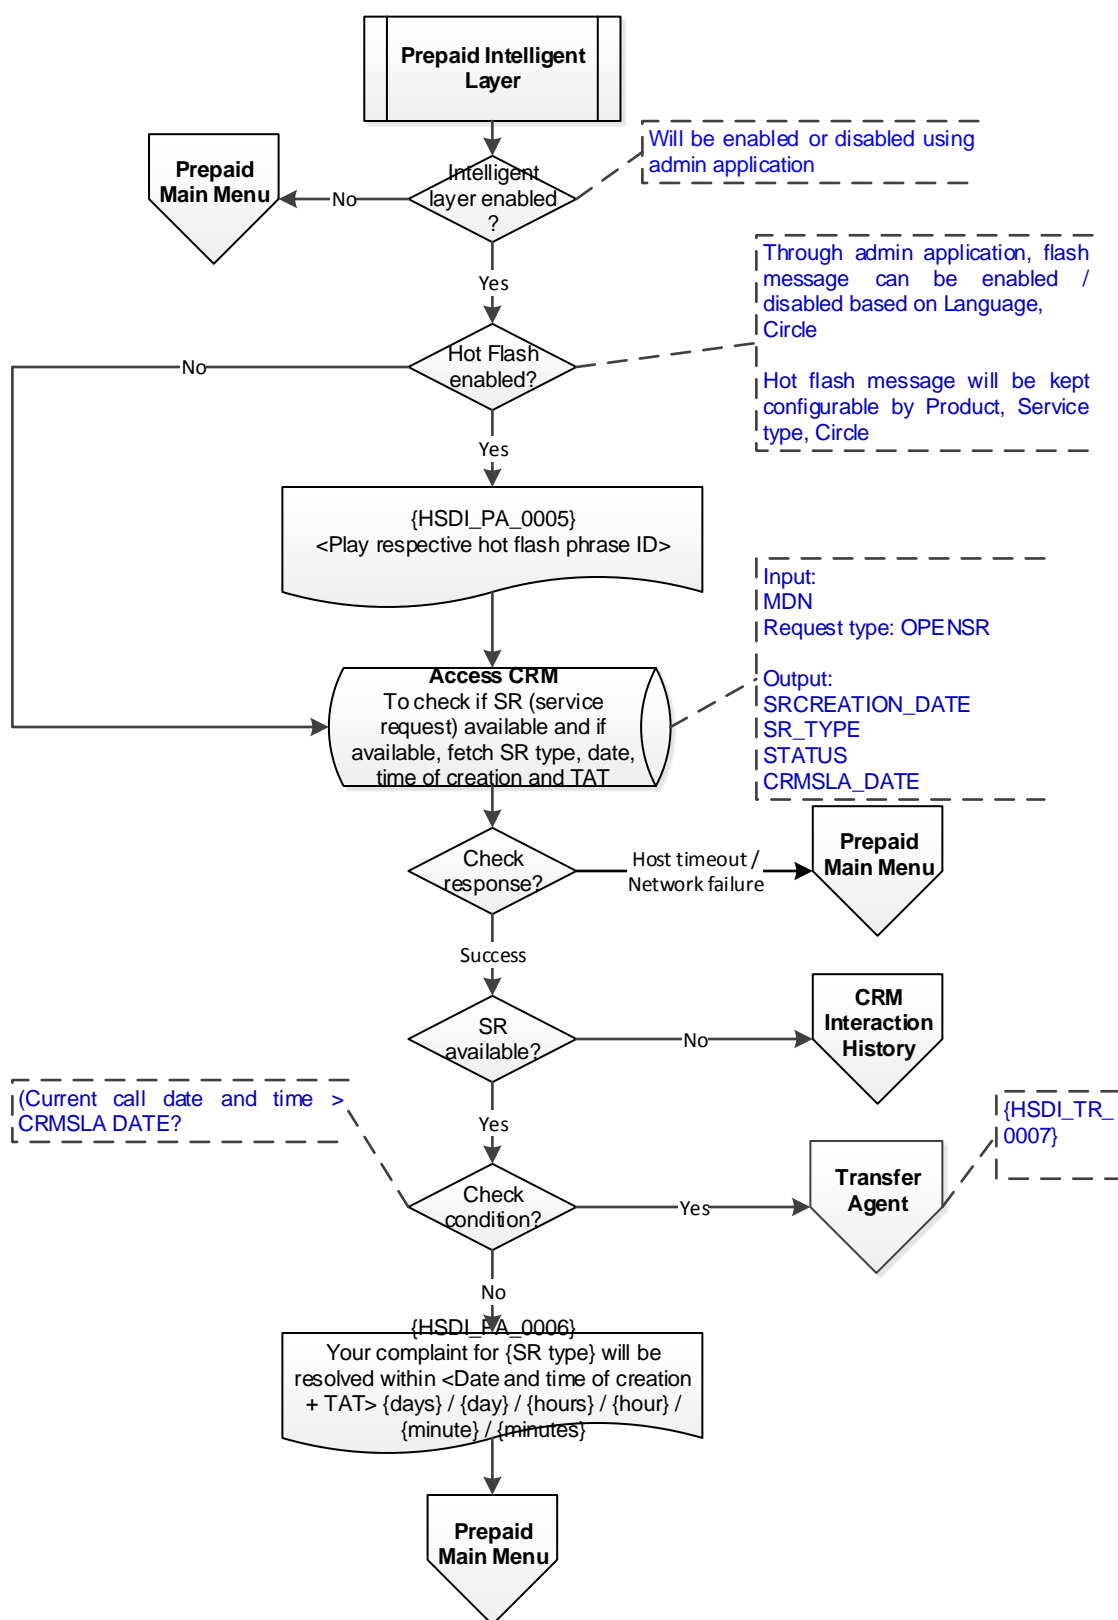 Prepaid Intelligent
Layer
Will be enabled or disabled using
admin application
Prepaid
Main Menu
No
Intelligent
layer enabled
?
Yes
Through admin application, flash
message can be enabled /
disabled based on Language,
Circle
Hot flash message will be kept
configurable by Product, Service
type, Circle
No
Hot Flash
enabled?
Yes
{HSDI_PA_0005}
<Play respective hot flash phrase ID>
Input:
MDN
Request type: OPENSR
Output:
SRCREATION_DATE
SR_TYPE
STATUS
CRMSLA_DATE
Access CRM
To check if SR (service
request) available and if
available, fetch SR type, date,
time of creation and TAT
Check
response?
Host timeout /
Network failure
Prepaid
Main Menu
Success
SR
available?
No
CRM
Interaction
History
(Current call date and time >
CRMSLA DATE?
Yes
{HSDI_TR_
0007}
Check
condition?
Yes
Transfer
Agent
No
{HSDI_PA_0006}
Your complaint for {SR type} will be
resolved within <Date and time of creation
+ TAT> {days} / {day} / {hours} / {hour} /
{minute} / {minutes}
Prepaid
Main Menu